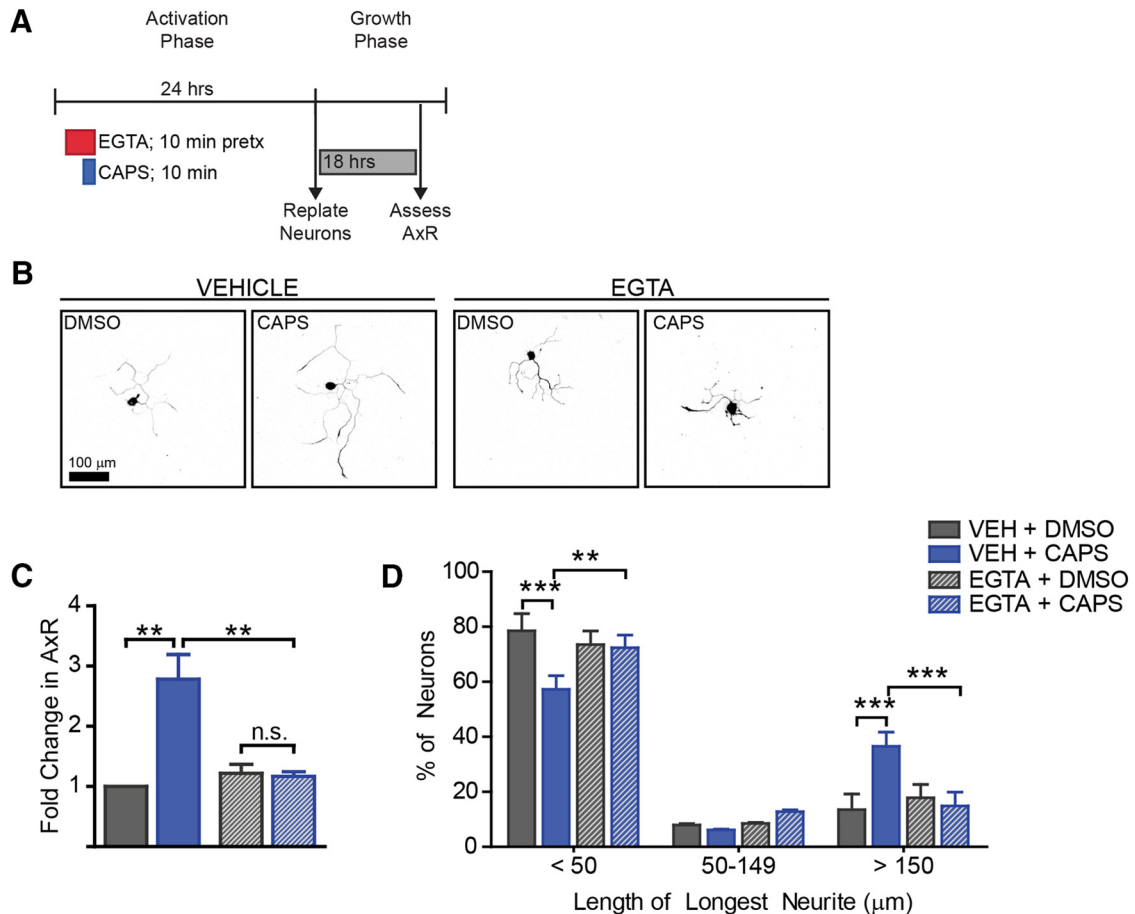 A
Activation
Phase
Growth
Phase
24 hrs
EGTA; 10 min pretx
CAPS; 10 min
18 hrs
Replate
Neurons
Assess
AxR
B
VEHICLE
EGTA
DMSO
CAPS
DMSO
CAPS
100 μm
VEH + DMSO
VEH + CAPS
EGTA + DMSO
EGTA + CAPS
C
Fold Change in AxR
4
3
2
1
**
**
n.s.
D
% of Neurons
100
80
60
40
20
0
***
**
***
***
< 50
50-149
> 150
Length of Longest Neurite (μm)